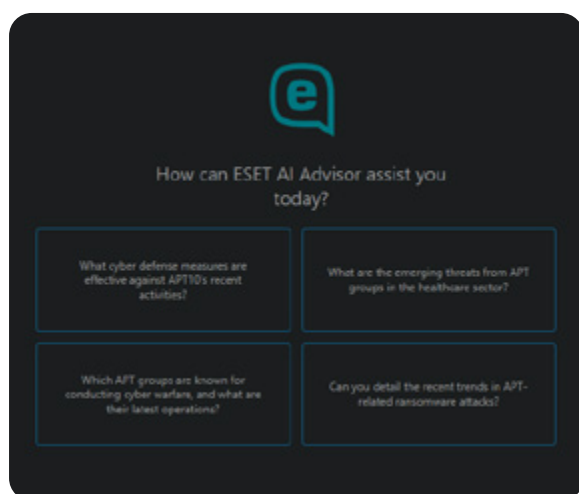 e
How can ESET AI Advisor assist you
today?
What cyber defense measures are
effective against APT10's recent
activities?
What are the emerging threats from APT
groups in the healthcare sector?
Which APT groups are known for
conducting cyber warfare, and what are
their latest operations?
Can you detail the recent trends in APT-
related ransomware attacks?